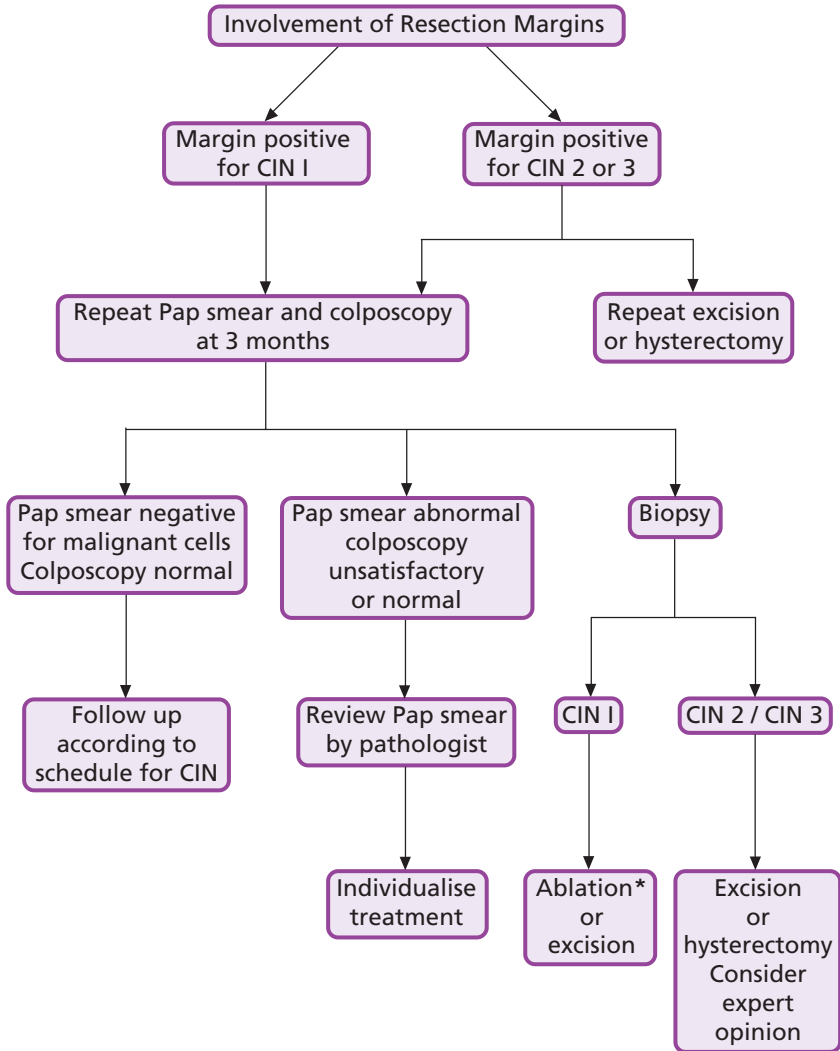 Involvement of Resection Margins
Margin positive
for CIN I
Margin positive
for CIN 2 or 3
Repeat Pap smear and colposcopy
at 3 months
Repeat excision
or hysterectomy
Pap smear negative
for malignant cells
Colposcopy normal
Pap smear abnormal
colposcopy
unsatisfactory
or normal
Biopsy
Follow up
according to
schedule for CIN
Review Pap smear
by pathologist
CIN I
CIN 2 / CIN 3
Individualise
treatment
Ablation*
or
excision
Excision
or
hysterectomy
Consider
expert
opinion